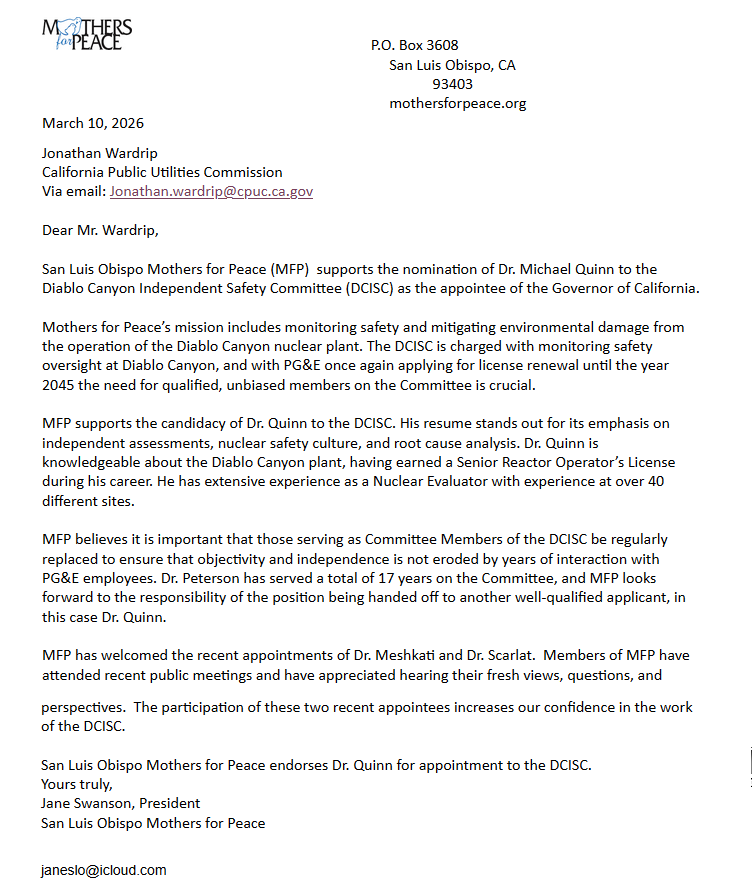 MOTHERS
for PEACE
P.O. Box 3608
San Luis Obispo, CA
93403
mothersforpeace.org
March 10, 2026
Jonathan Wardrip
California Public Utilities Commission
Via email: Jonathan.wardrip@cpuc.ca.gov
Dear Mr. Wardrip,
San Luis Obispo Mothers for Peace (MFP)  supports the nomination of Dr. Michael Quinn to the
Diablo Canyon Independent Safety Committee (DCISC) as the appointee of the Governor of California.
Mothers for Peace’s mission includes monitoring safety and mitigating environmental damage from
the operation of the Diablo Canyon nuclear plant. The DCISC is charged with monitoring safety
oversight at Diablo Canyon, and with PG&E once again applying for license renewal until the year
2045 the need for qualified, unbiased members on the Committee is crucial.
MFP supports the candidacy of Dr. Quinn to the DCISC. His resume stands out for its emphasis on
independent assessments, nuclear safety culture, and root cause analysis. Dr. Quinn is
knowledgeable about the Diablo Canyon plant, having earned a Senior Reactor Operator’s License
during his career. He has extensive experience as a Nuclear Evaluator with experience at over 40
different sites.
MFP believes it is important that those serving as Committee Members of the DCISC be regularly
replaced to ensure that objectivity and independence is not eroded by years of interaction with
PG&E employees. Dr. Peterson has served a total of 17 years on the Committee, and MFP looks
forward to the responsibility of the position being handed off to another well-qualified applicant, in
this case Dr. Quinn.
MFP has welcomed the recent appointments of Dr. Meshkati and Dr. Scarlat.  Members of MFP have
attended recent public meetings and have appreciated hearing their fresh views, questions, and
perspectives.  The participation of these two recent appointees increases our confidence in the work
of the DCISC.
San Luis Obispo Mothers for Peace endorses Dr. Quinn for appointment to the DCISC.
Yours truly,
Jane Swanson, President
San Luis Obispo Mothers for Peace
janeslo@icloud.com